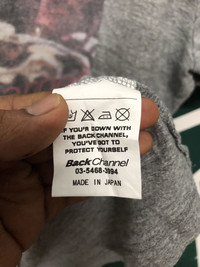 IF YOU'R DOWN WITH
THE BACKCHANNEL,
YOU'VE GOT TO
PROTECT YOURSELF
BackChannel
03-5468-3994
MADE IN JAPAN